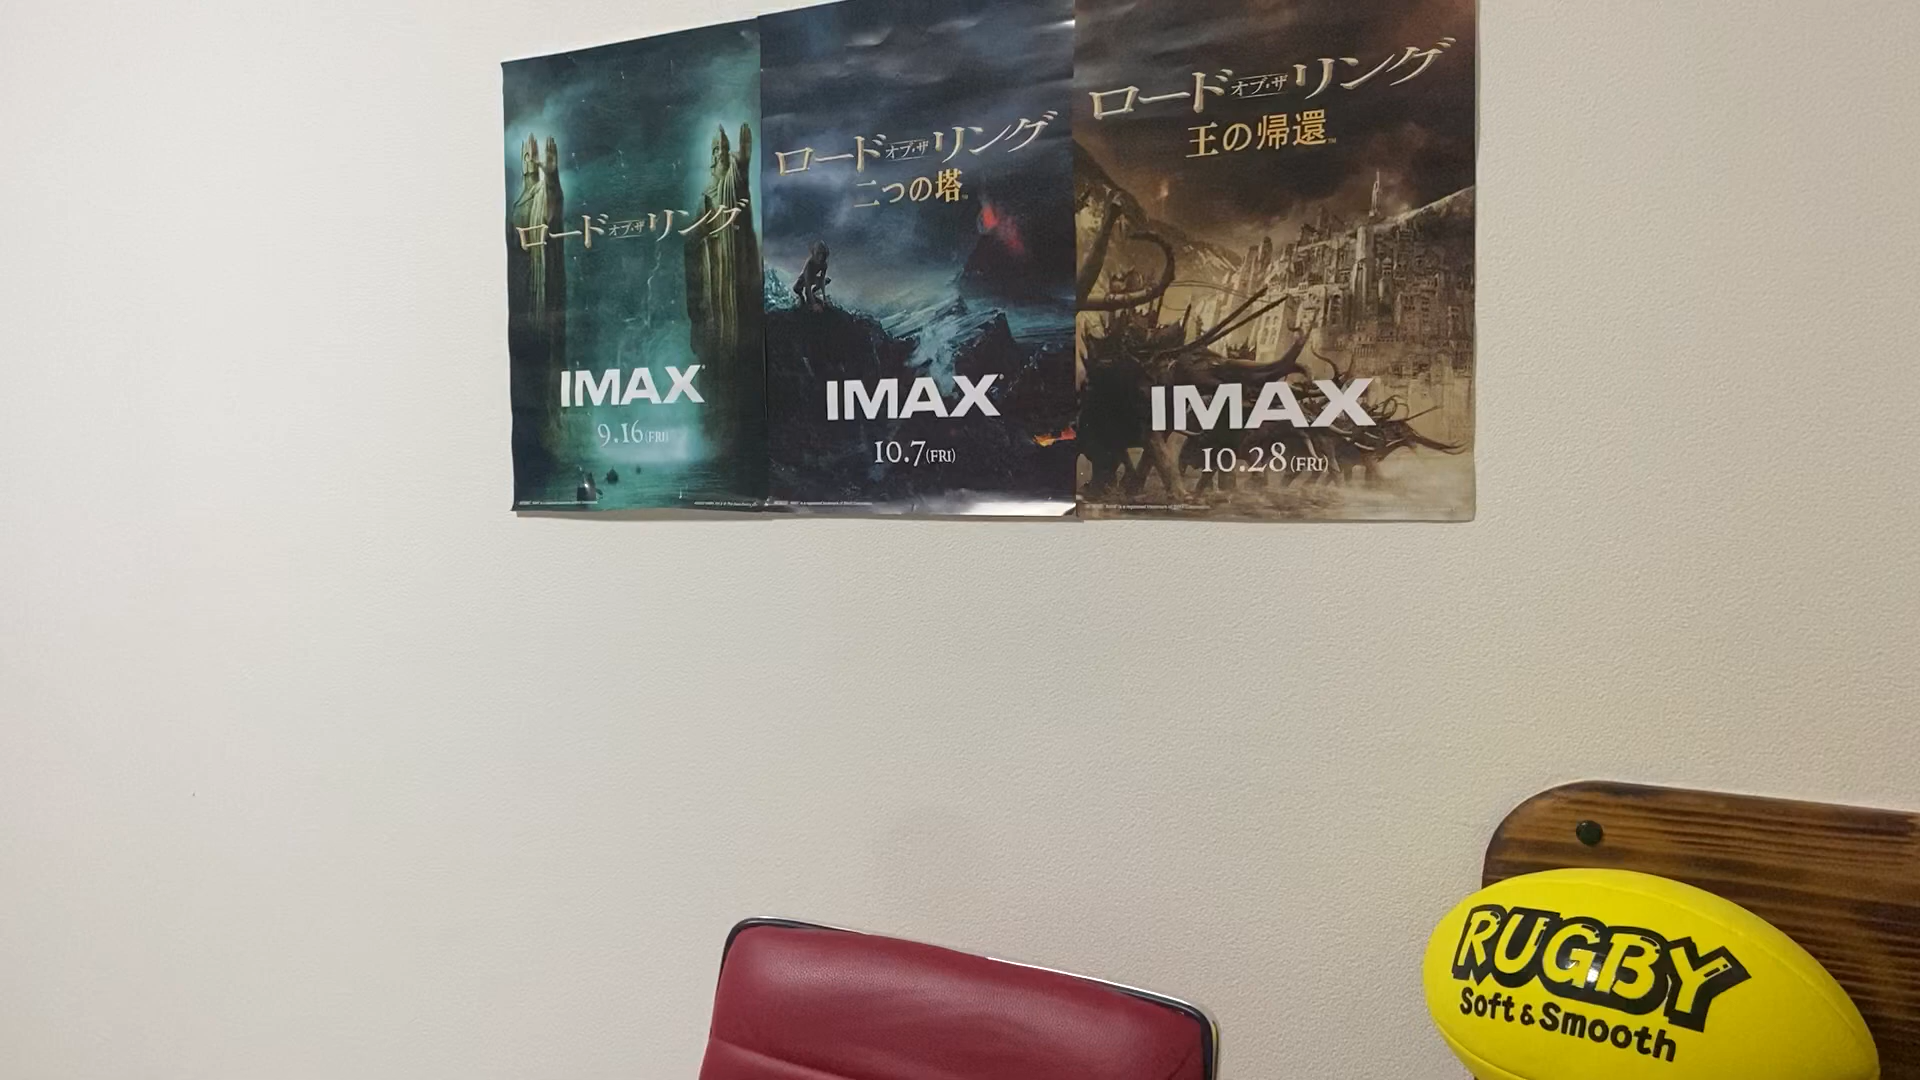 ロード オブ・ザ リング
IMAX
9.16(FRI)
ロード オブ・ザ リング
二つの塔
IMAX
10.7(FRI)
ロード オブ・ザ リング
王の帰還
IMAX
10.28(FRI)
RUGBY
Soft & Smooth